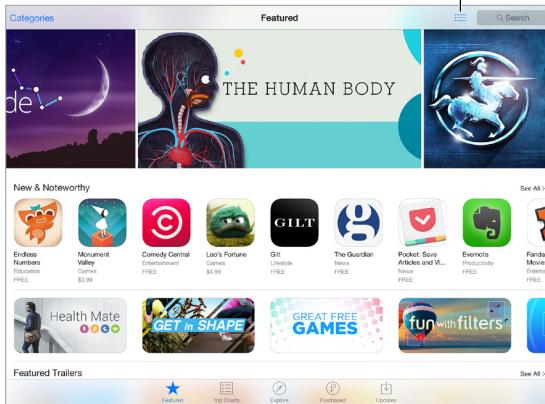 Categories
Featured
Search
de
THE HUMAN BODY
New & Noteworthy
See All >
GILT
Endless Numbers
Education
FREE
Monument Valley
Games
$3.99
Comedy Central
Entertainment
FREE
Leo's Fortune
Games
$4.99
Gilt
Lifestyle
FREE
The Guardian
News
FREE
Pocket: Save Articles and Vi...
News
FREE
Evernote
Productivity
FREE
Fanda
Movie
Enterta
FREE
Health Mate
GET in SHAPE
GREAT FREE
GAMES
fun with filters
Featured Trailers
See All >
Featured
Top Charts
Explore
Purchased
Updates